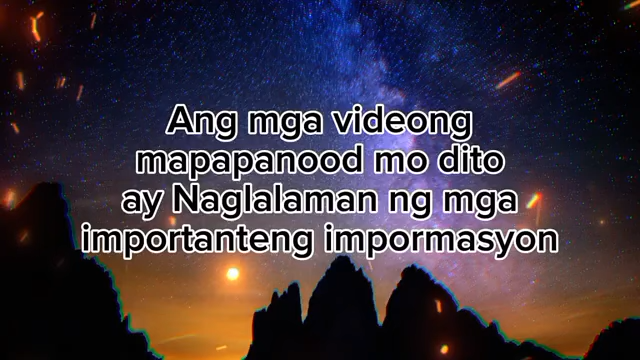 Ang mga videong
mapapanood mo dito
ay Naglalaman ng mga
importanteng impormasyon